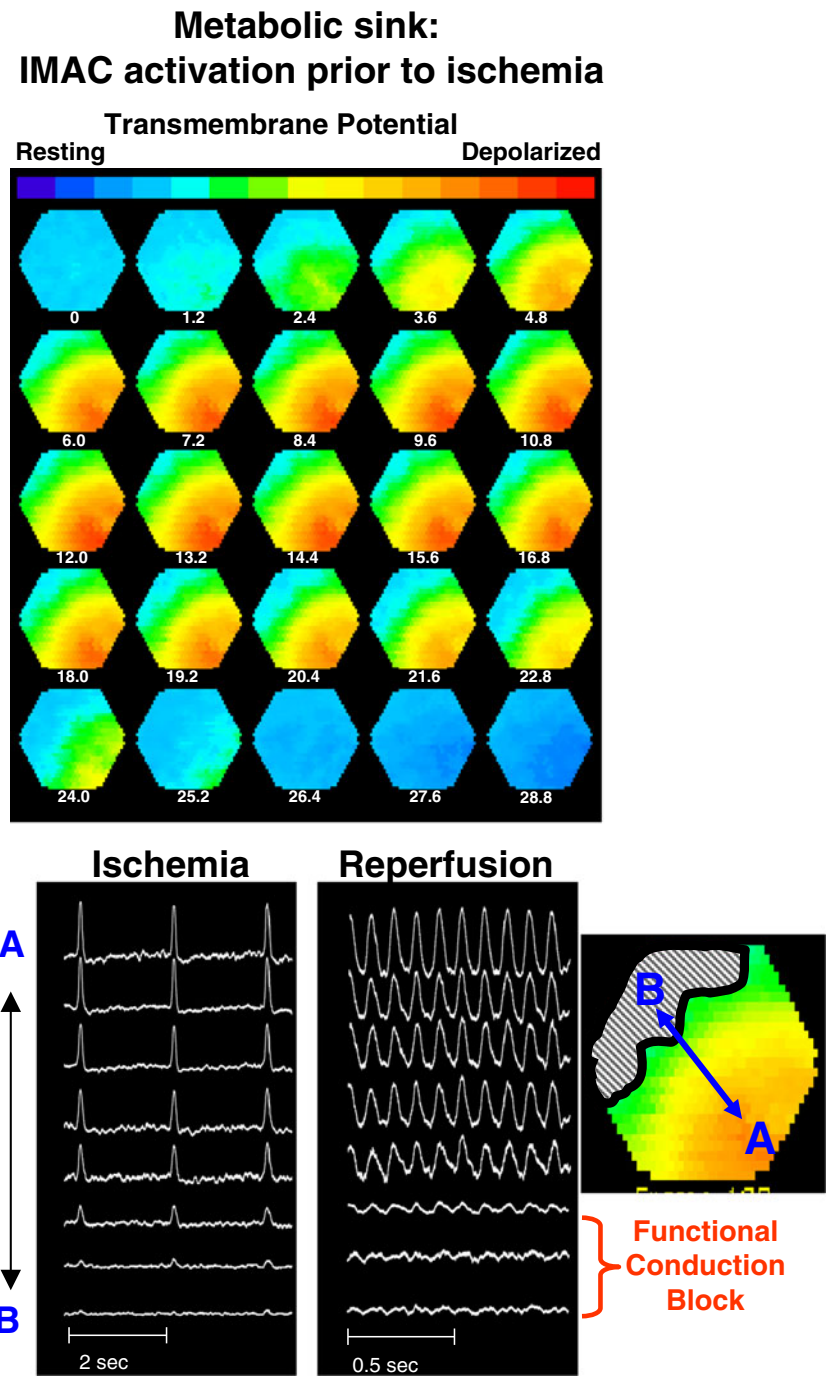 Metabolic sink:
IMAC activation prior to ischemia
Transmembrane Potential
Resting Depolarized
0 1.2 2.4 3.6 4.8
6.0 7.2 8.4 9.6 10.8
12.0 13.2 14.4 15.6 16.8
18.0 19.2 20.4 21.6 22.8
24.0 25.2 26.4 27.6 28.8
Ischemia Reperfusion
A
B
2 sec
0.5 sec
B
A
Functional
Conduction
Block